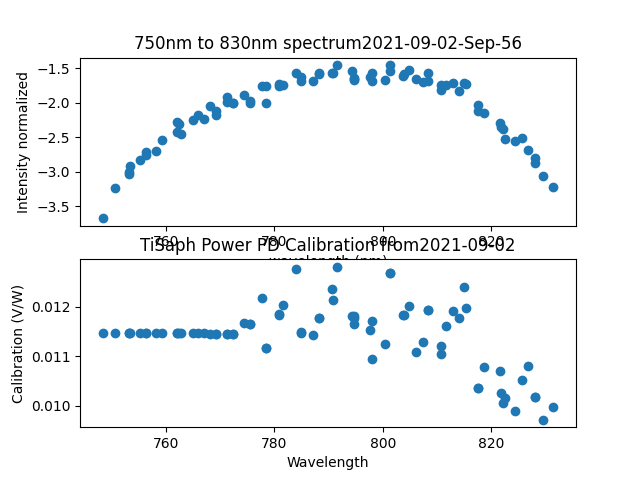 750nm to 830nm spectrum2021-09-02-Sep-56
Intensity normalized
−1.5
−2.0
−2.5
−3.0
−3.5
760
780
800
820
wavelength (nm)
TiSaph Power PD Calibration from2021-09-02
Calibration (V/W)
0.012
0.011
0.010
760
780
800
820
Wavelength